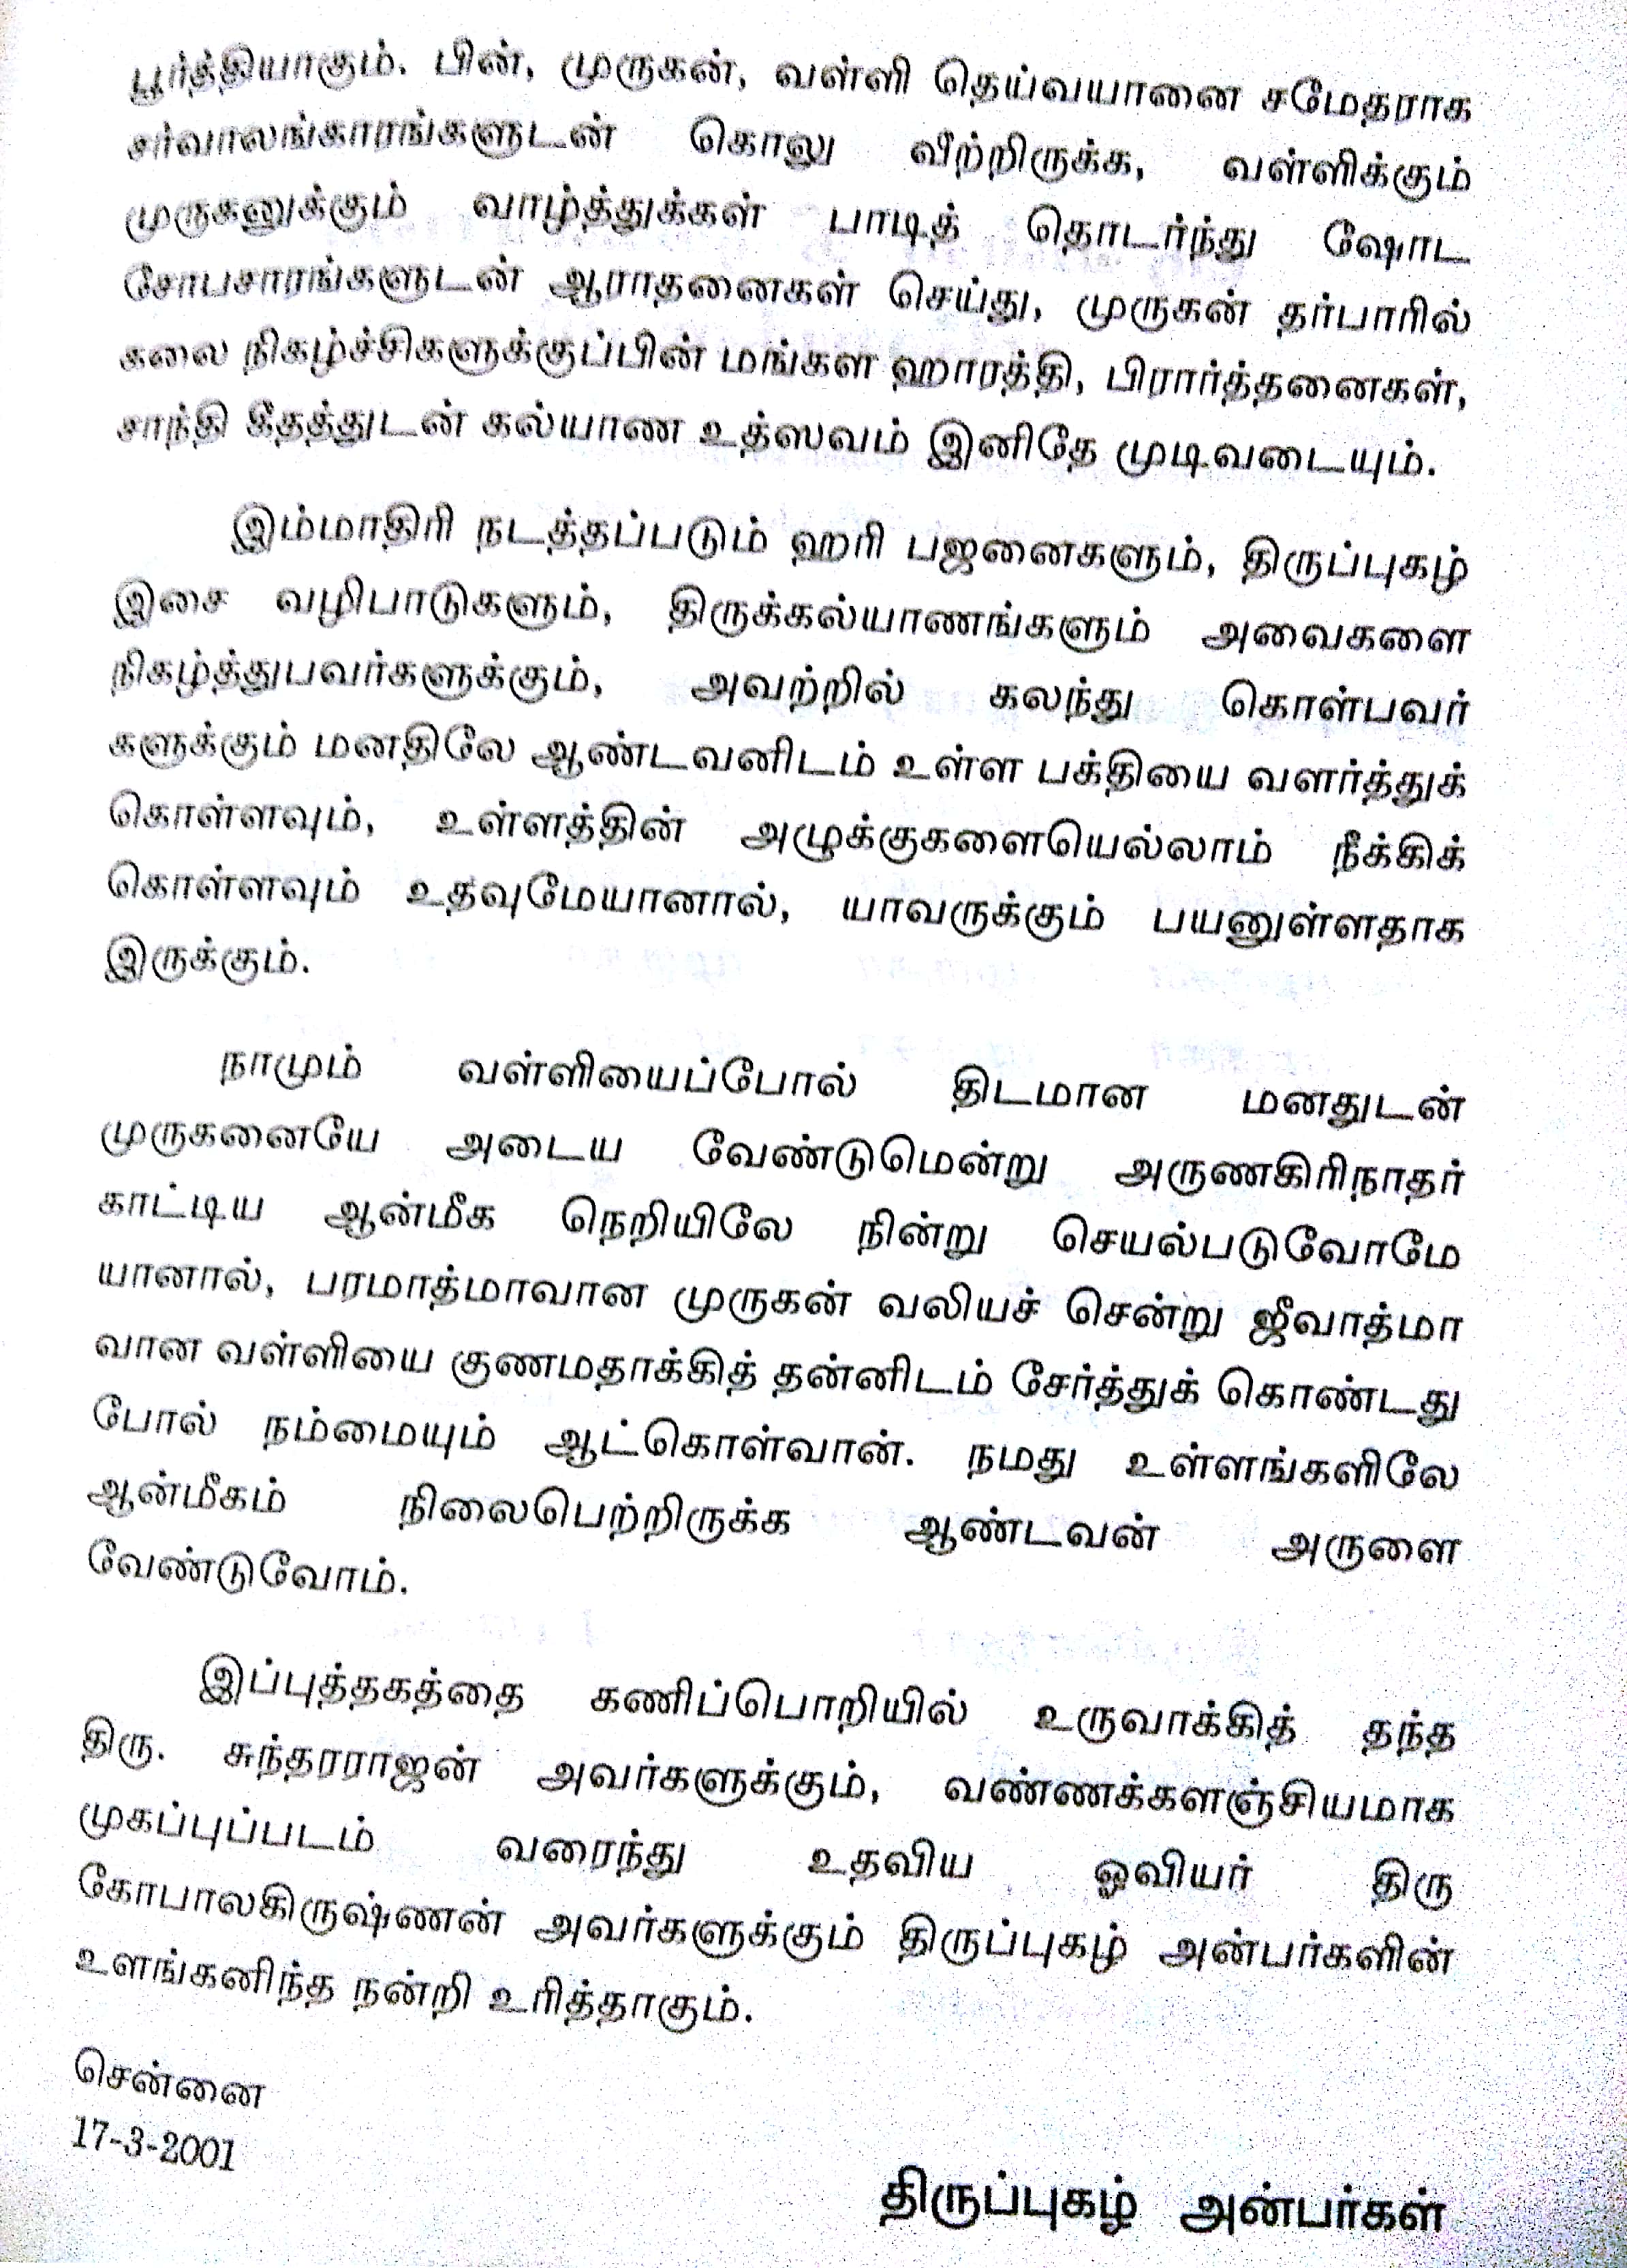 பூர்த்தியாகும். பின், முருகன், வள்ளி தெய்வயானை சமேதராக
சர்வாலங்காரங்களுடன் கொலு வீற்றிருக்க, வள்ளிக்கும்
முருகனுக்கும் வாழ்த்துக்கள் பாடித் தொடர்ந்து ஷோட
சோபசாரங்களுடன் ஆராதனைகள் செய்து, முருகன் தர்பாரில்
கலை நிகழ்ச்சிகளுக்குப்பின் மங்கள ஹாரத்தி, பிரார்த்தனைகள்,
சாந்தி கீதத்துடன் கல்யாண உத்ஸவம் இனிதே முடிவடையும்.
இம்மாதிரி நடத்தப்படும் ஹரி பஜனைகளும், திருப்புகழ்
இசை வழிபாடுகளும், திருக்கல்யாணங்களும் அவைகளை
நிகழ்த்துபவர்களுக்கும், அவற்றில் கலந்து கொள்பவர்
களுக்கும் மனதிலே ஆண்டவனிடம் உள்ள பக்தியை வளர்த்துக்
கொள்ளவும், உள்ளத்தின் அழுக்குகளையெல்லாம் நீக்கிக்
கொள்ளவும் உதவுமேயானால், யாவருக்கும் பயனுள்ளதாக
இருக்கும்.
நாமும் வள்ளியைப்போல் திடமான மனதுடன்
முருகனையே அடைய வேண்டுமென்று அருணகிரிநாதர்
காட்டிய ஆன்மீக நெறியிலே நின்று செயல்படுவோமே
யானால், பரமாத்மாவான முருகன் வலியச் சென்று ஜீவாத்மா
வான வள்ளியை குணமதாக்கித் தன்னிடம் சேர்த்துக் கொண்டது
போல் நம்மையும் ஆட்கொள்வான். நமது உள்ளங்களிலே
ஆன்மீகம் நிலைபெற்றிருக்க ஆண்டவன் அருளை
வேண்டுவோம்.
இப்புத்தகத்தை கணிப்பொறியில் உருவாக்கித் தந்த
திரு. சுந்தரராஜன் அவர்களுக்கும், வண்ணக்களஞ்சியமாக
முகப்புப்படம் வரைந்து உதவிய ஓவியர் திரு
கோபாலகிருஷ்ணன் அவர்களுக்கும் திருப்புகழ் அன்பர்களின்
உளங்கனிந்த நன்றி உரித்தாகும்.
சென்னை
17-3-2001
திருப்புகழ் அன்பர்கள்